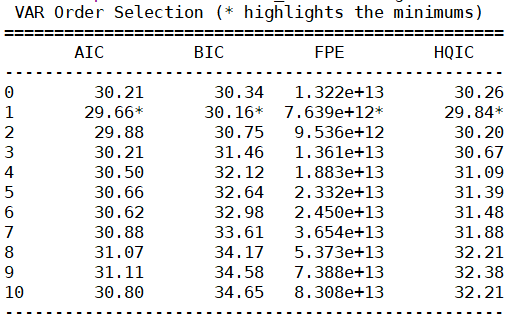 VAR Order Selection (* highlights the minimums)
==================================================
AIC BIC FPE HQIC
--------------------------------------------------
0 30.21 30.34 1.322e+13 30.26
1 29.66* 30.16* 7.639e+12* 29.84*
2 29.88 30.75 9.536e+12 30.20
3 30.21 31.46 1.361e+13 30.67
4 30.50 32.12 1.883e+13 31.09
5 30.66 32.64 2.332e+13 31.39
6 30.62 32.98 2.450e+13 31.48
7 30.88 33.61 3.654e+13 31.88
8 31.07 34.17 5.373e+13 32.21
9 31.11 34.58 7.388e+13 32.38
10 30.80 34.65 8.308e+13 32.21
--------------------------------------------------